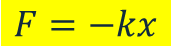 F = −kx